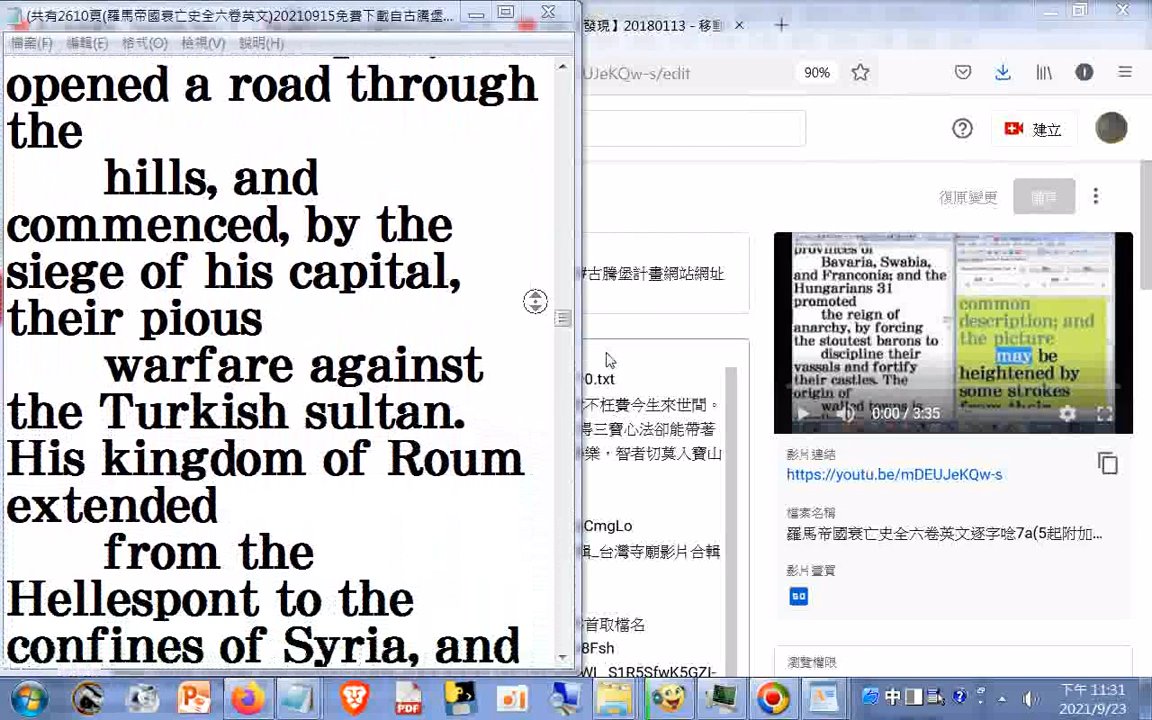 (共有2610頁(羅馬帝國衰亡史全六卷英文)20210915免費下載自古騰堡...
檔案(F) 編輯(E) 格式(O) 檢視(V) 說明(H)
opened a road through
the
hills, and
commenced, by the
siege of his capital,
their pious
warfare against
the Turkish sultan.
His kingdom of Roum
extended
from the
Hellespont to the
confines of Syria, and
發現】20180113 - 移動
UJeKQw-s/edit
90%
建立
復原變更
#古騰堡計畫網站網址
0.txt
不枉費今生來世間。
得三寶心法卻能帶著
樂，智者切莫入寶山
CmgLo
輯_台灣寺廟影片合輯
首取檔名
8Fsh
WI_S1R5SfwK5GZI-
provinces of
Bavaria, Swabia,
and Franconia; and the
Hungarians 31
promoted
the reign of
anarchy, by forcing
the stoutest barons to
discipline their
vassals and fortify
their castles. The
origin of
walled towns is
common
description; and
the picture
may be
heightened by
some strokes
0:00 / 3:35
影片連結
https://youtu.be/mDEUJeKQw-s
檔案名稱
羅馬帝國衰亡史全六卷英文逐字唸7a(5起附加...
影片畫質
瀏覽權限
中
下午 11:31
2021/9/23